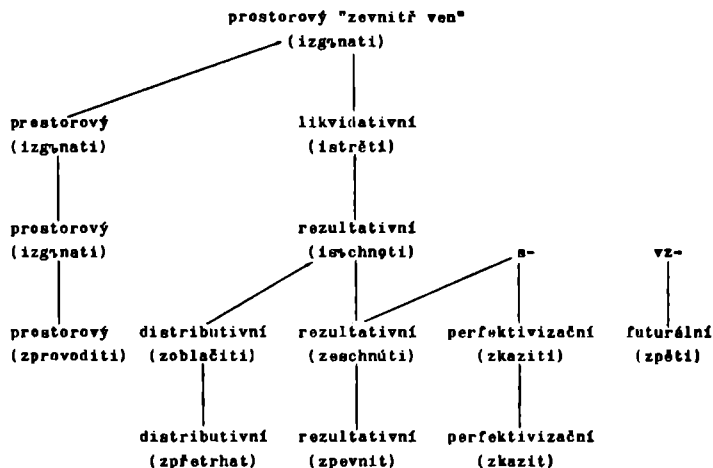 prostorový "zevnitř ven"
(izgъnati)
prostorový likvidativní
(izgъnati) (istrěti)
prostorový rezultativní
(izgъnati) (isъchnǫti) s- vz-
prostorový distributivní rezultativní perfektivizační futurální
(zprovoditi) (zoblačiti) (zeschnúti) (zkaziti) (zpěti)
distributivní rezultativní perfektivizační
(zpřetrhat) (zpevnit) (zkazit)